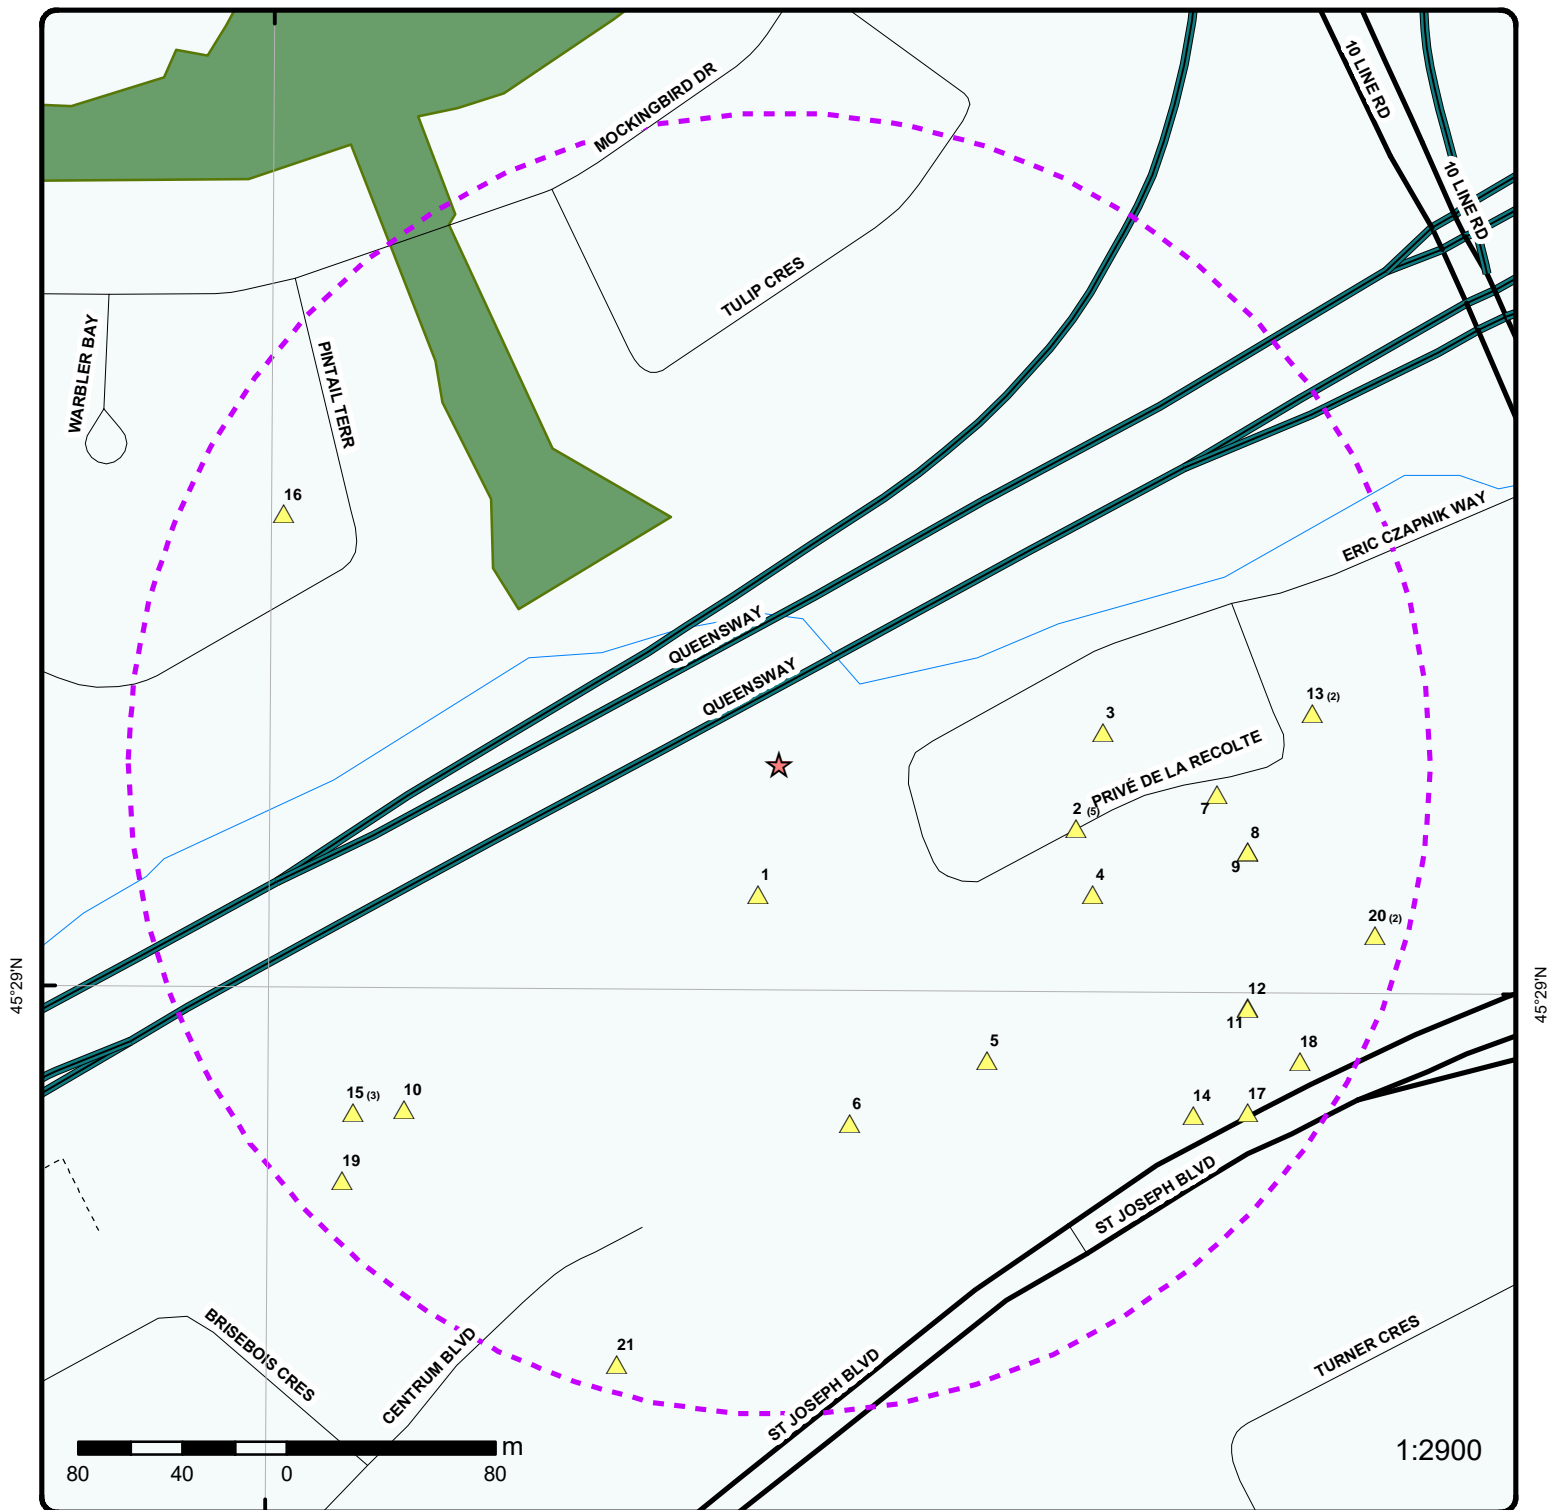 10 LINE RD
MOCKINGBIRD DR
10 LINE RD
TULIP CRES
WARBLER BAY
PINTAIL TERR
16
ERIC CZAPNIK WAY
QUEENSWAY
QUEENSWAY
13 (2)
3
PRIVÉ DE LA RECOLTE
2 (5)
7
8
9
1
4
20 (2)
45°29'N
45°29'N
12
11
5
18
15 (3)
10
6
14
17
19
ST JOSEPH BLVD
BRISEBOIS CRES
CENTRUM BLVD
21
TURNER CRES
ST JOSEPH BLVD
m
1:2900
80 40 0 80